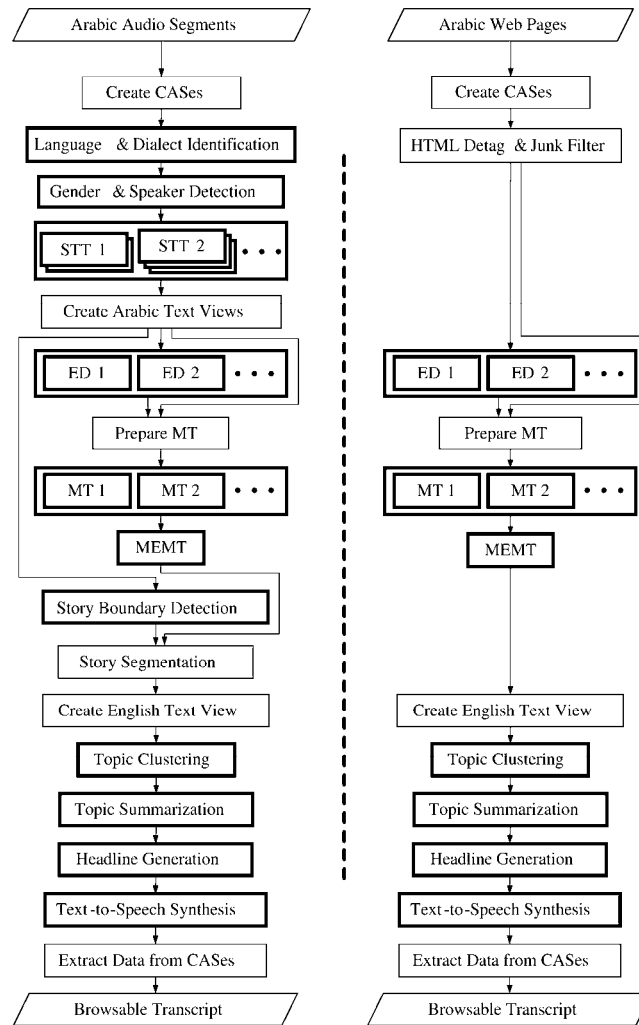 Arabic Audio Segments
Create CASes
Language & Dialect Identification
Gender & Speaker Detection
STT 1 STT 2 • • •
Create Arabic Text Views
ED 1 ED 2 • • •
Prepare MT
MT 1 MT 2 • • •
MEMT
Story Boundary Detection
Story Segmentation
Create English Text View
Topic Clustering
Topic Summarization
Headline Generation
Text-to-Speech Synthesis
Extract Data from CASes
Browsable Transcript
Arabic Web Pages
Create CASes
HTML Detag & Junk Filter
ED 1 ED 2 • • •
Prepare MT
MT 1 MT 2 • • •
MEMT
Create English Text View
Topic Clustering
Topic Summarization
Headline Generation
Text-to-Speech Synthesis
Extract Data from CASes
Browsable Transcript